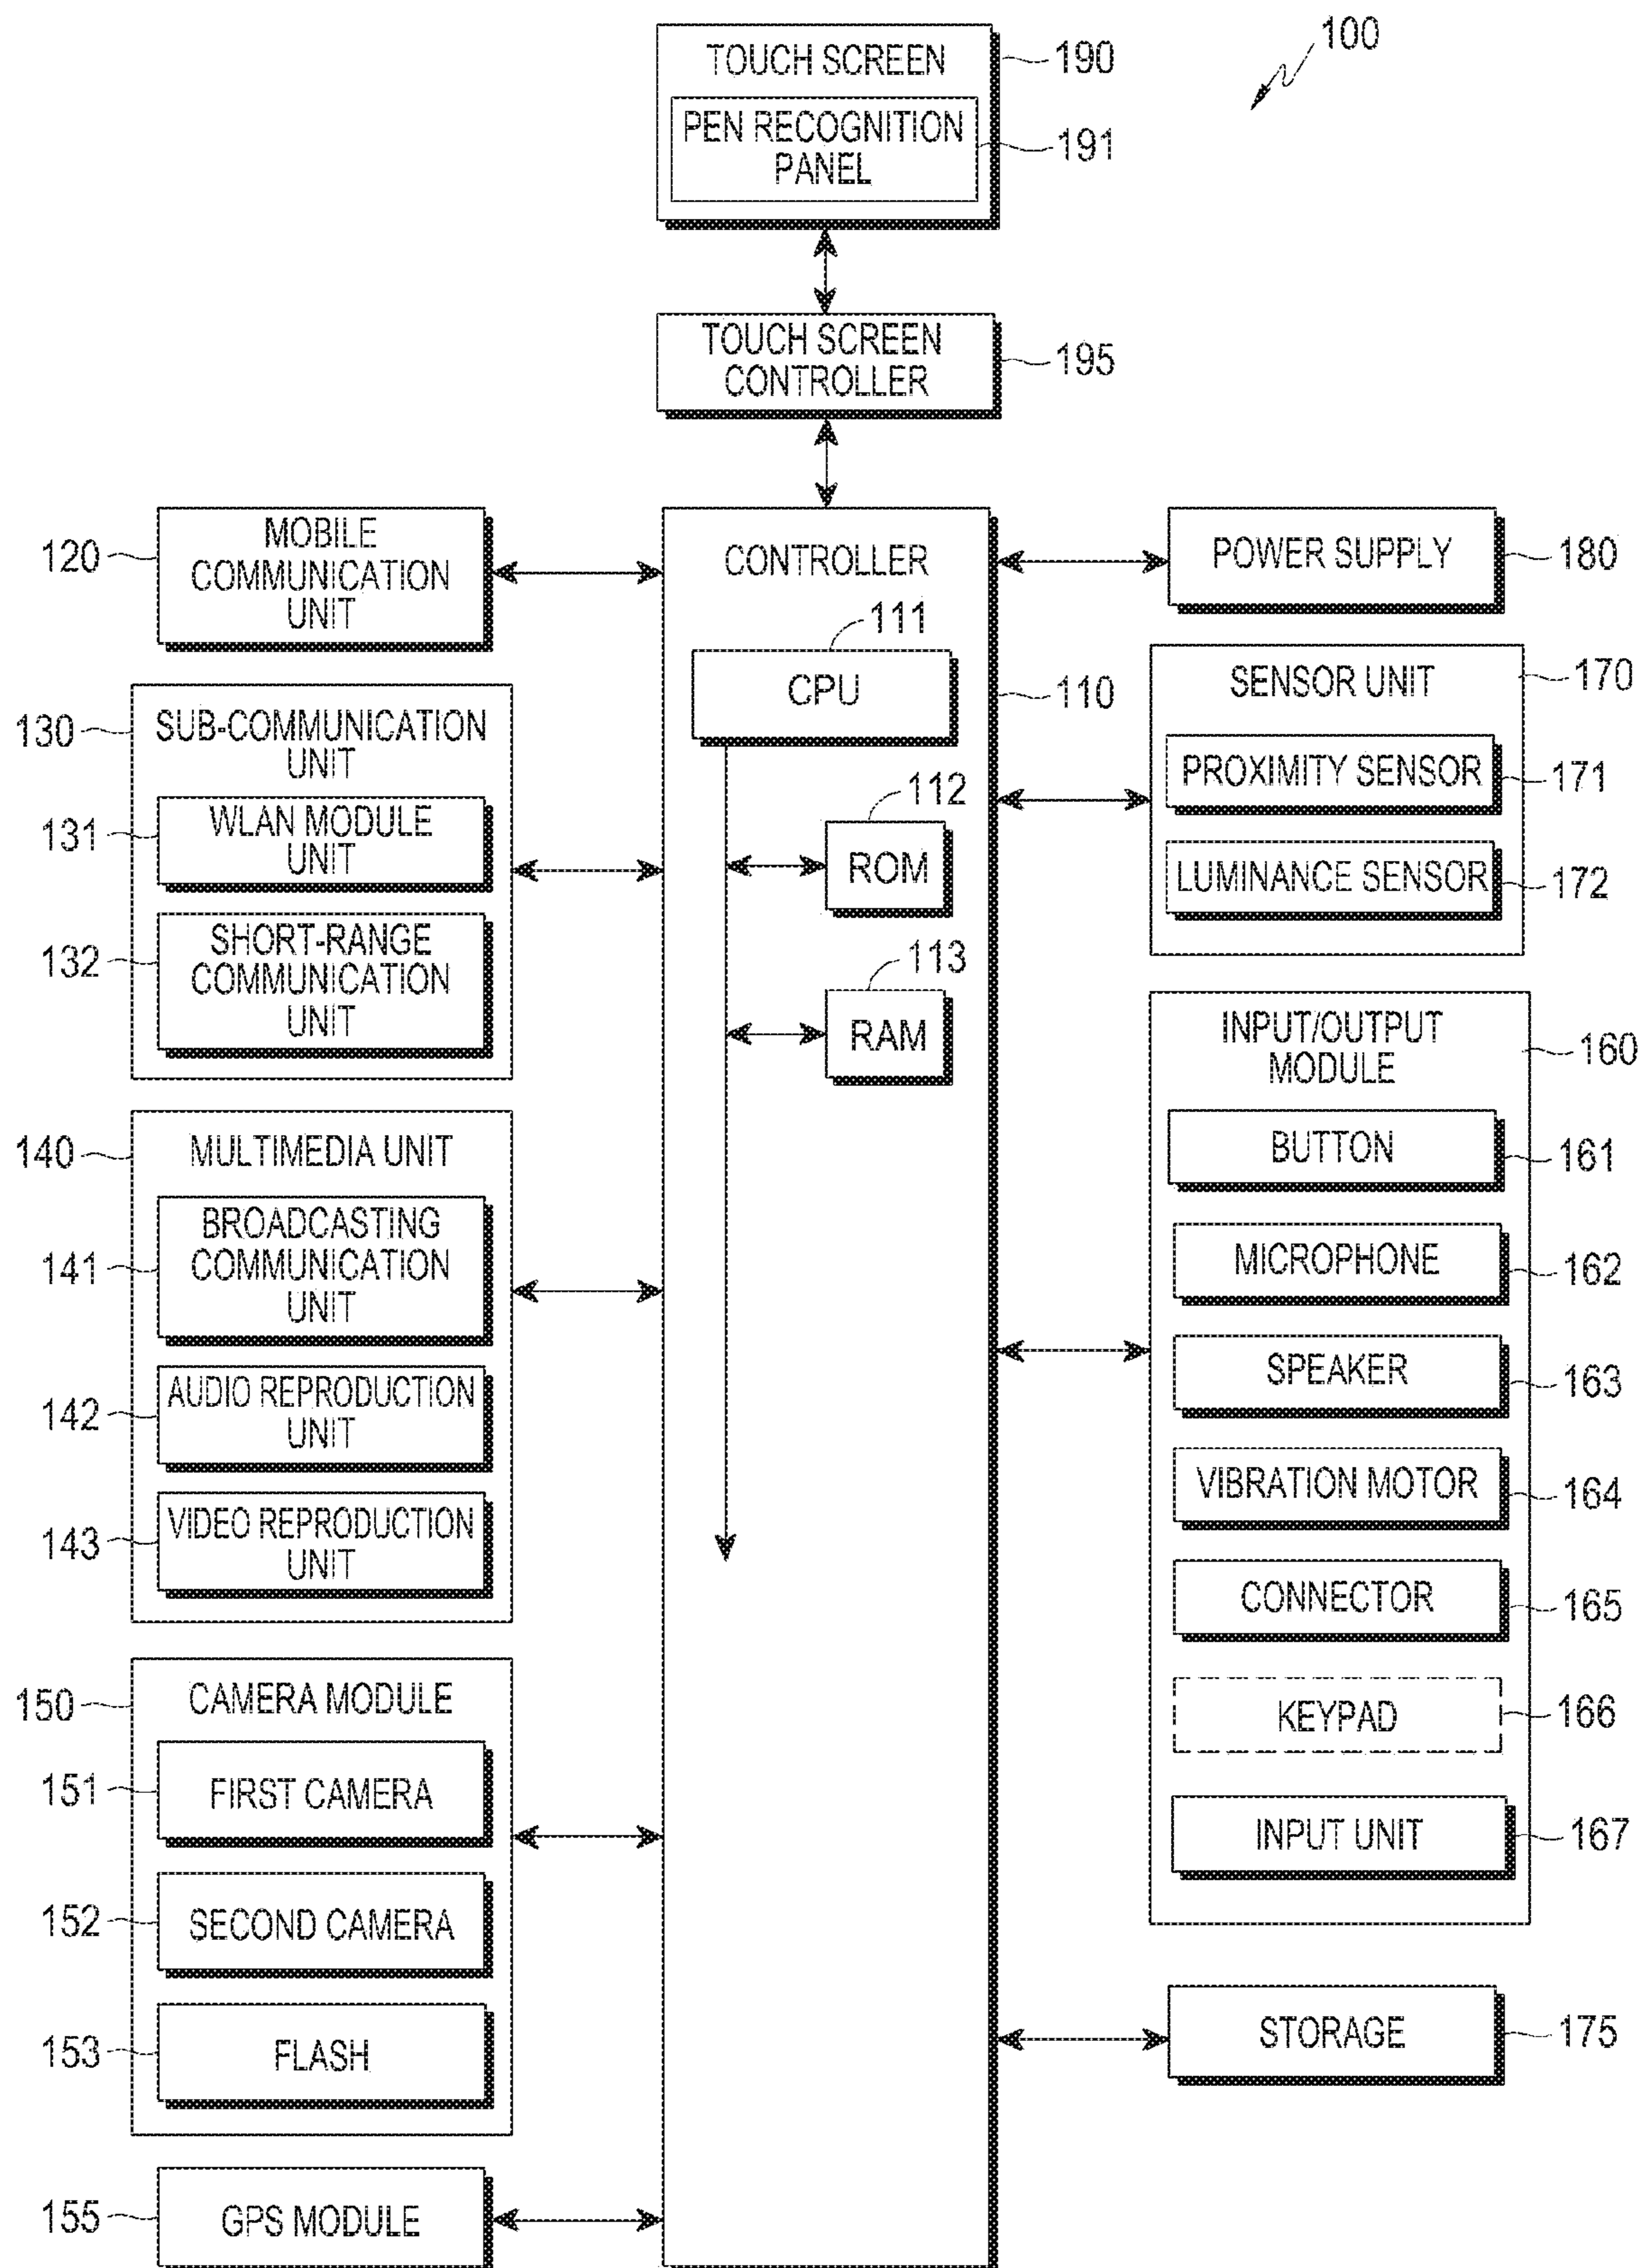 100
TOUCH SCREEN
190
PEN RECOGNITION
PANEL
191
TOUCH SCREEN
CONTROLLER
195
120
MOBILE
COMMUNICATION
UNIT
130
SUB-COMMUNICATION
UNIT
131
WLAN MODULE
UNIT
132
SHORT-RANGE
COMMUNICATION
UNIT
140
MULTIMEDIA UNIT
141
BROADCASTING
COMMUNICATION
UNIT
142
AUDIO REPRODUCTION
UNIT
143
VIDEO REPRODUCTION
UNIT
150
CAMERA MODULE
151
FIRST CAMERA
152
SECOND CAMERA
153
FLASH
155
GPS MODULE
CONTROLLER
110
111
CPU
112
ROM
113
RAM
POWER SUPPLY
180
SENSOR UNIT
170
PROXIMITY SENSOR
171
LUMINANCE SENSOR
172
INPUT/OUTPUT
MODULE
160
BUTTON
161
MICROPHONE
162
SPEAKER
163
VIBRATION MOTOR
164
CONNECTOR
165
KEYPAD
166
INPUT UNIT
167
STORAGE
175